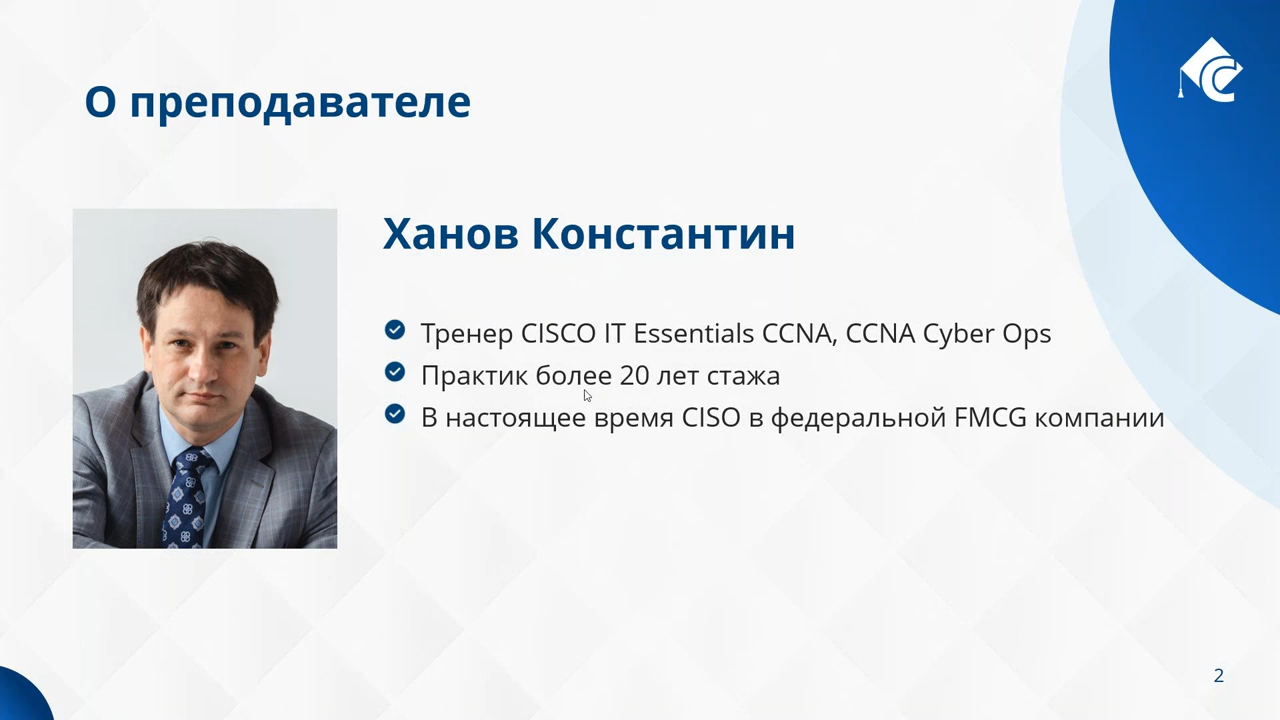 О преподавателе
Ханов Константин
Тренер CISCO IT Essentials CCNA, CCNA Cyber Ops
Практик более 20 лет стажа
В настоящее время CISO в федеральной FMCG компании
2